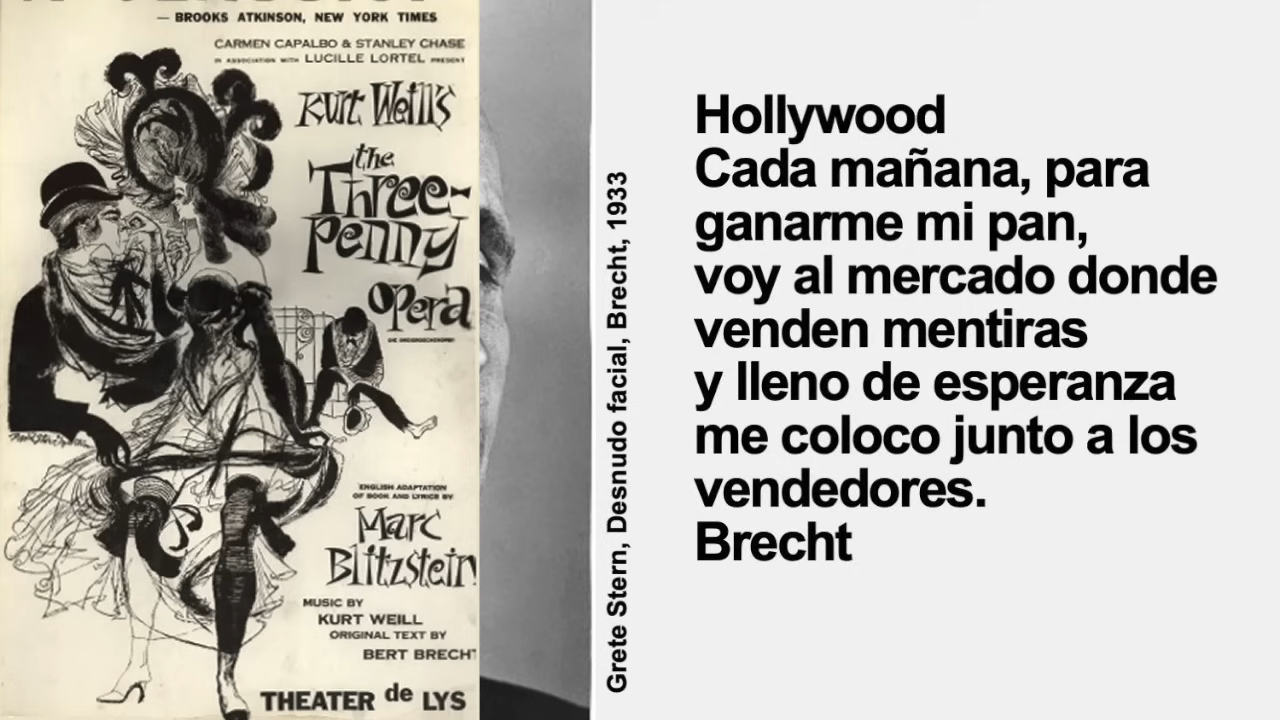 — BROOKS ATKINSON, NEW YORK TIMES
CARMEN CAPALBO & STANLEY CHASE
IN ASSOCIATION WITH LUCILLE LORTEL PRESENT
Kurt Weill's
the
Three-
Penny
Opera
ENGLISH ADAPTATION
OF BOOK AND LYRICS BY
Marc
Blitzstein
MUSIC BY
KURT WEILL
ORIGINAL TEXT BY
BERT BRECHT
THEATER de LYS
Grete Stern, Desnudo facial, Brecht, 1933
Hollywood
Cada mañana, para
ganarme mi pan,
voy al mercado donde
venden mentiras
y lleno de esperanza
me coloco junto a los
vendedores.
Brecht